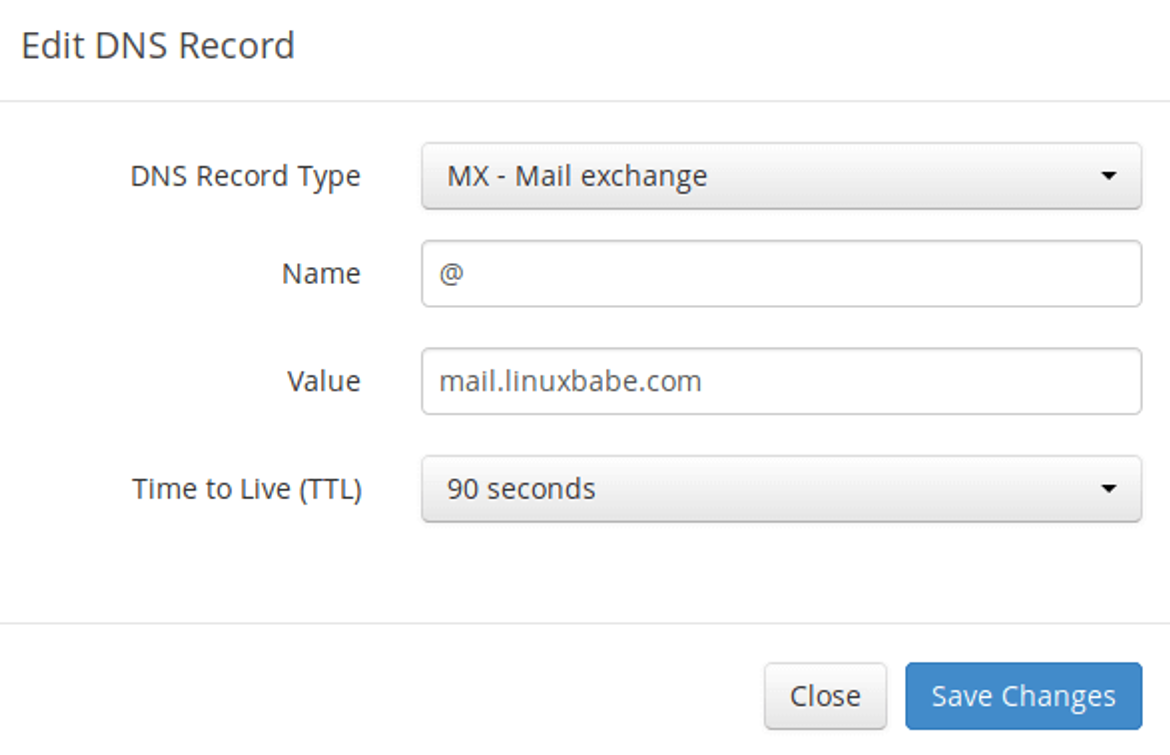 Edit DNS Record
DNS Record Type MX - Mail exchange
Name @
Value mail.linuxbabe.com
Time to Live (TTL) 90 seconds
Close Save Changes